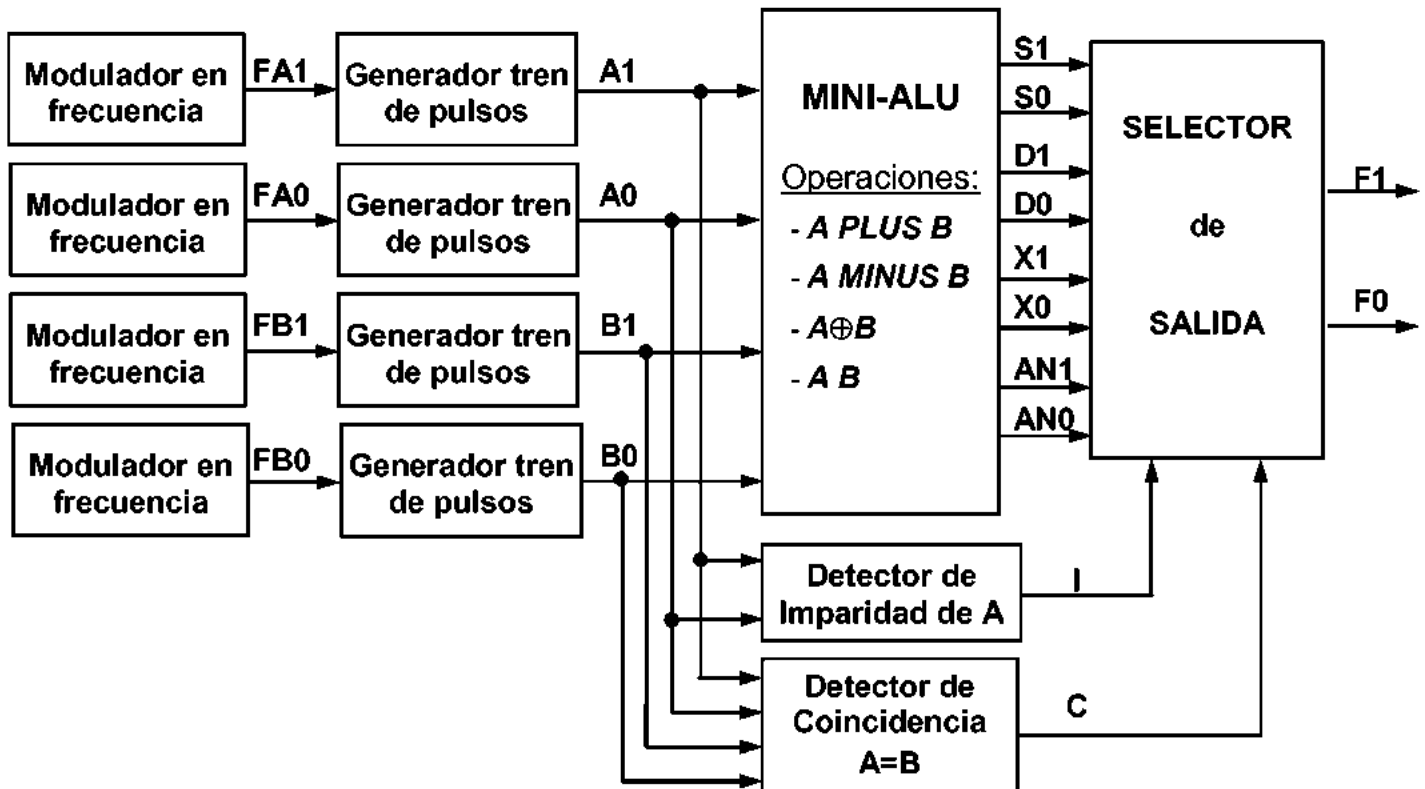 Modulador en
frecuencia
FA1
Generador tren
de pulsos
A1
Modulador en
frecuencia
FA0
Generador tren
de pulsos
A0
Modulador en
frecuencia
FB1
Generador tren
de pulsos
B1
Modulador en
frecuencia
FB0
Generador tren
de pulsos
B0
MINI-ALU
Operaciones:
- A PLUS B
- A MINUS B
- A⊕B
- A B
S1
S0
D1
D0
X1
X0
AN1
AN0
SELECTOR
de
SALIDA
F1
F0
Detector de
Imparidad de A
I
Detector de
Coincidencia
A=B
C